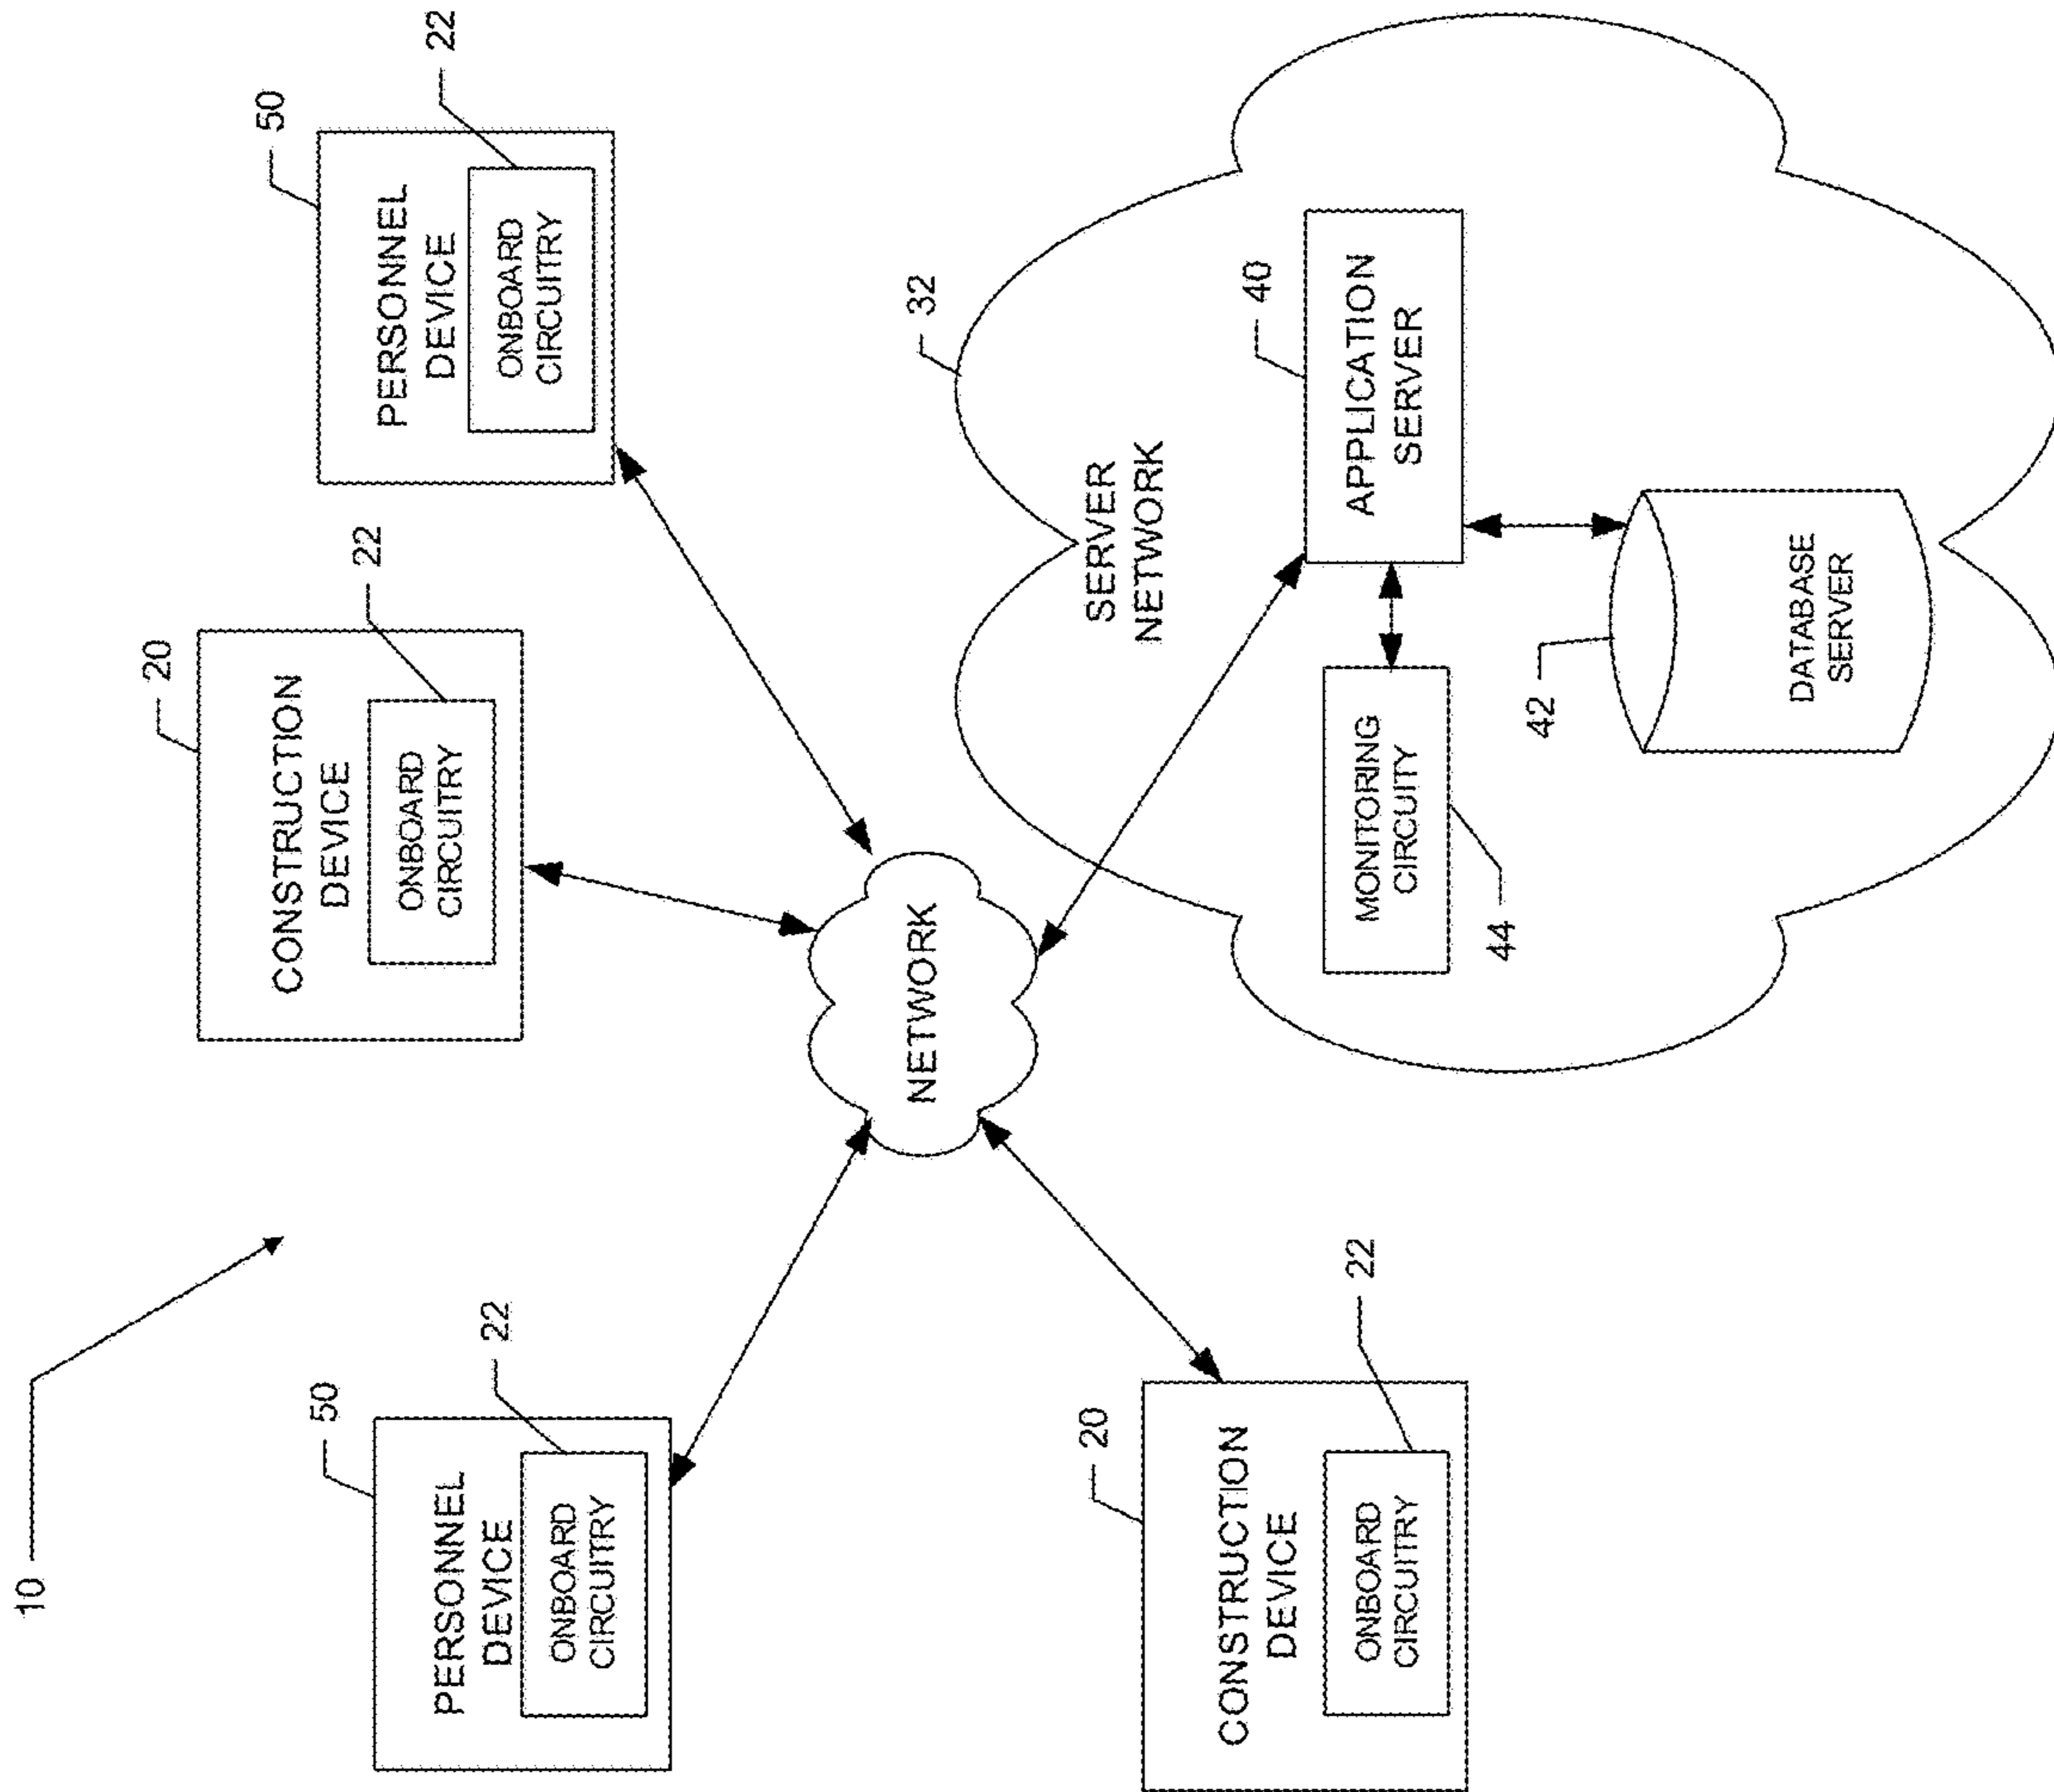 10
50
PERSONNEL
DEVICE
22
ONBOARD
CIRCUITRY
20
CONSTRUCTION
DEVICE
22
ONBOARD
CIRCUITRY
50
PERSONNEL
DEVICE
22
ONBOARD
CIRCUITRY
NETWORK
20
CONSTRUCTION
DEVICE
22
ONBOARD
CIRCUITRY
32
SERVER
NETWORK
40
APPLICATION
SERVER
MONITORING
CIRCUITY
44
42
DATABASE
SERVER